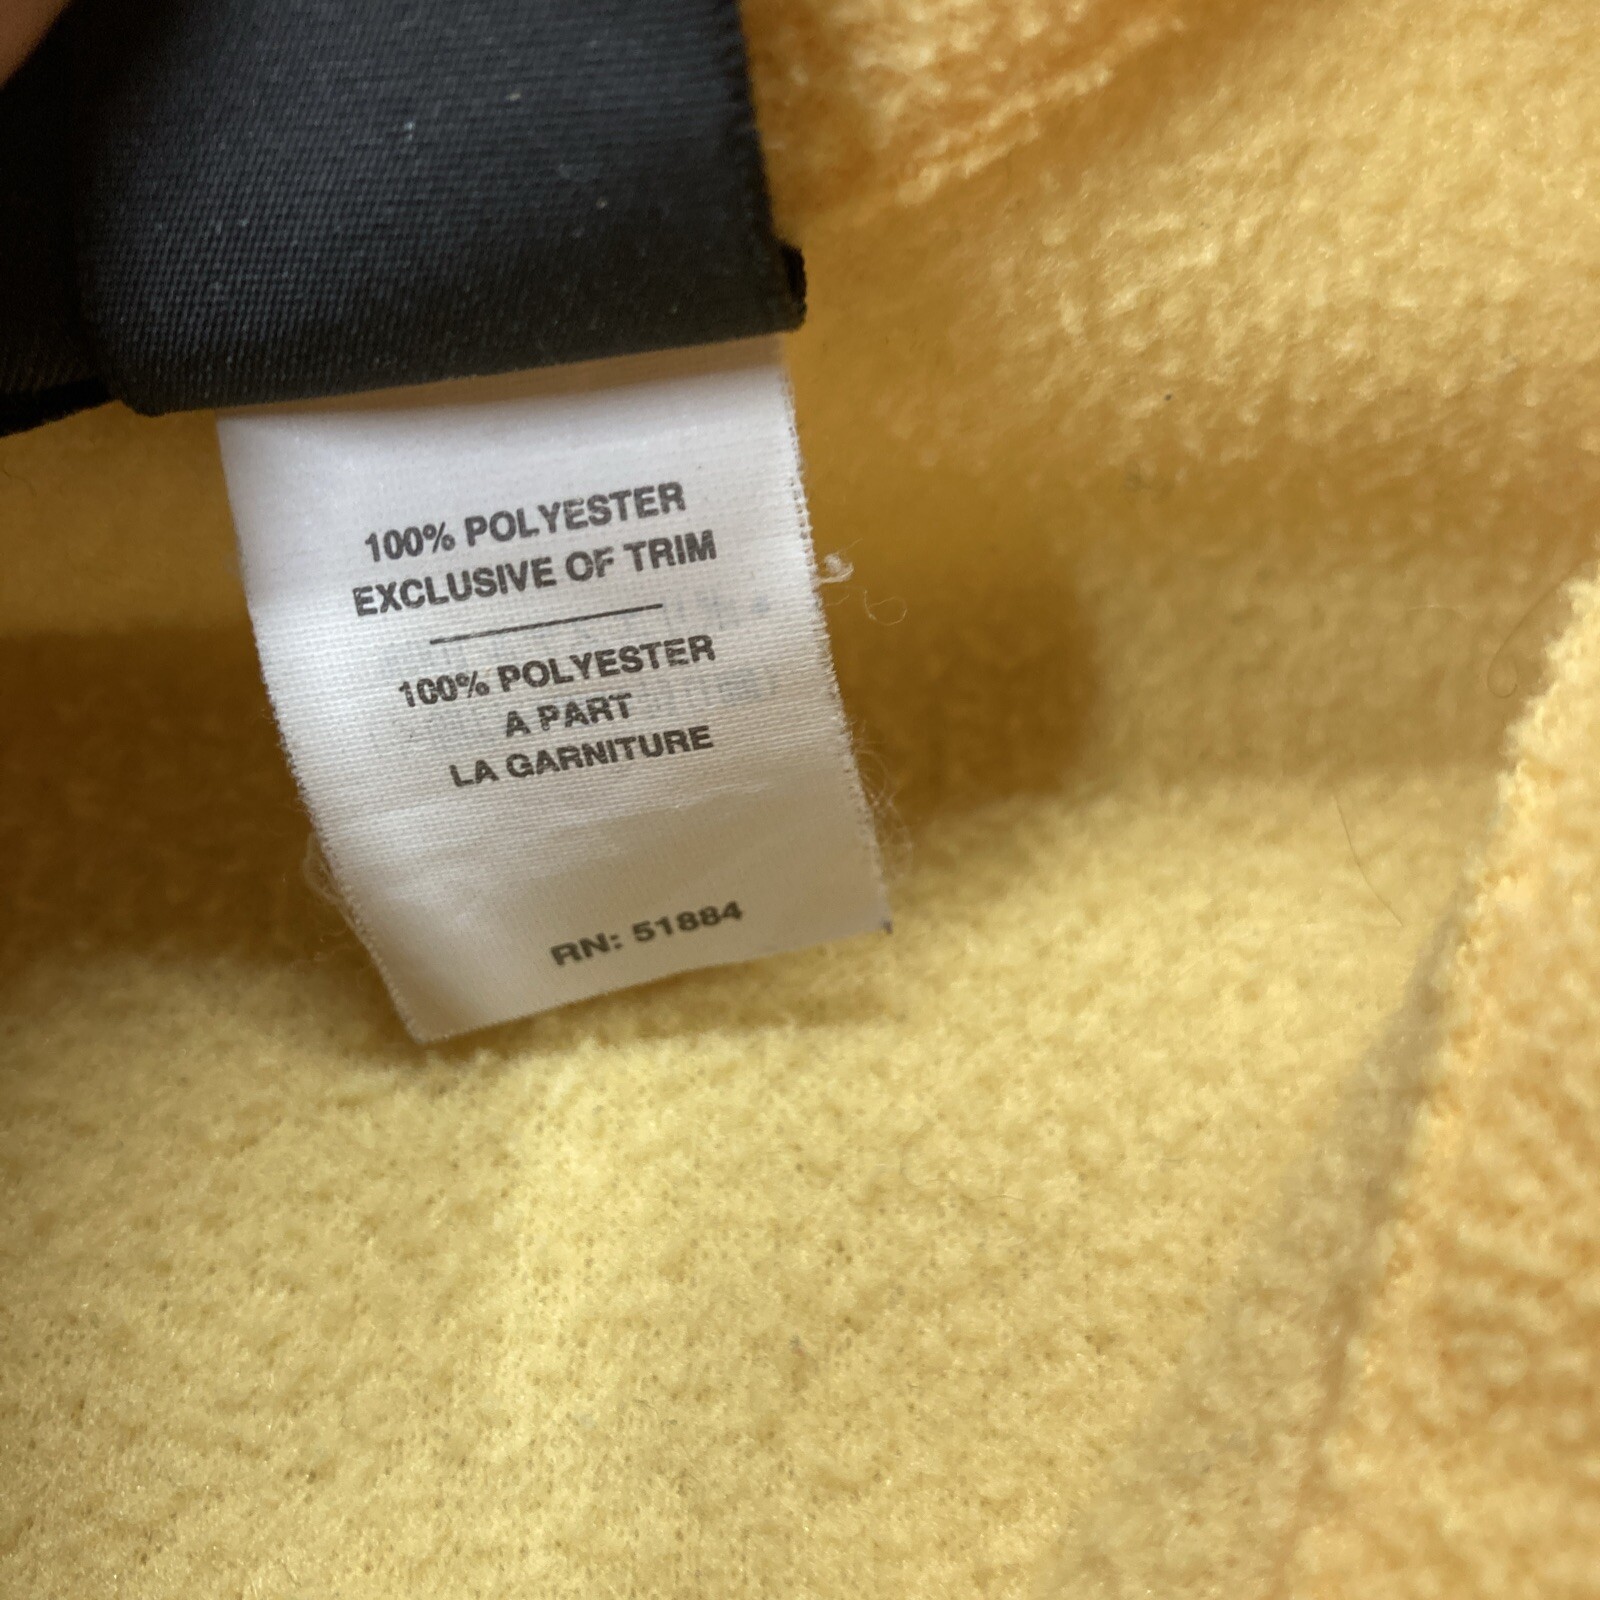 100% POLYESTER
EXCLUSIVE OF TRIM
100% POLYESTER
A PART
LA GARNITURE
RN: 51884